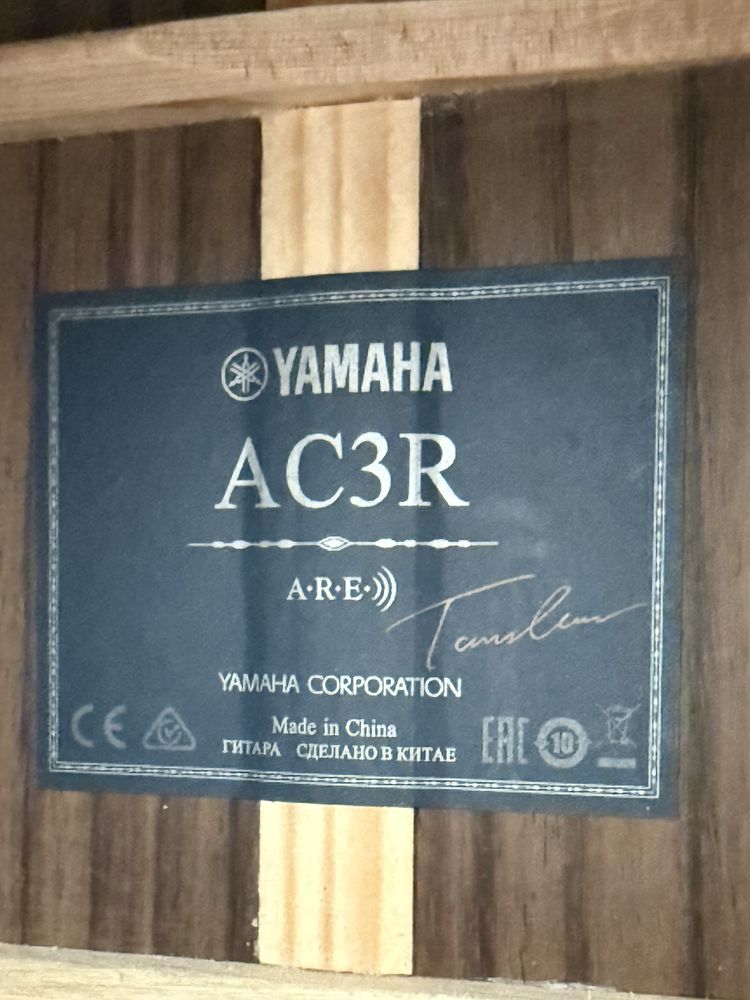 YAMAHA
AC3R
A·R·E·
YAMAHA CORPORATION
Made in China
ГИТАРА СДЕЛАНО В КИТАЕ
CE
EAC
10